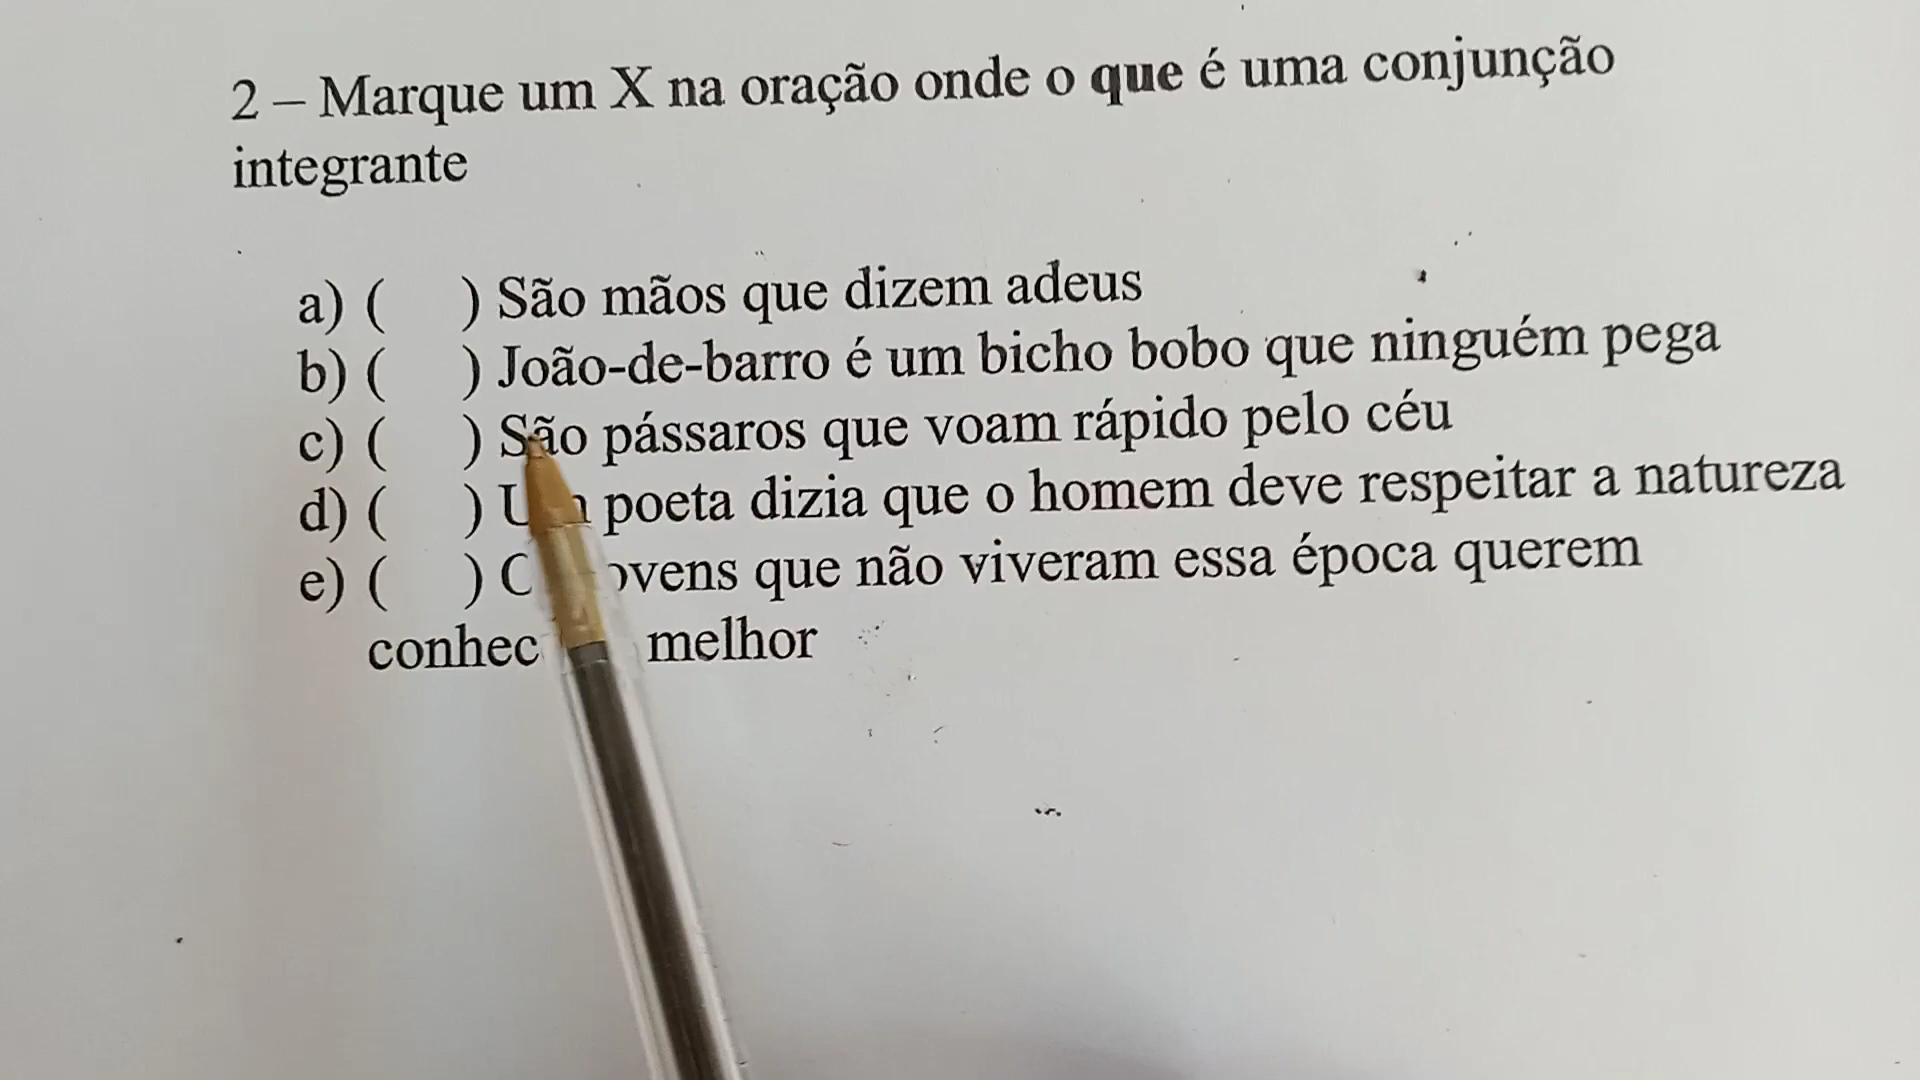 2 – Marque um X na oração onde o que é uma conjunção
integrante
a) ( ) São mãos que dizem adeus
b) ( ) João-de-barro é um bicho bobo que ninguém pega
c) ( ) São pássaros que voam rápido pelo céu
d) ( ) poeta dizia que o homem deve respeitar a natureza
e) ( ) que não viveram essa época querem
melhor